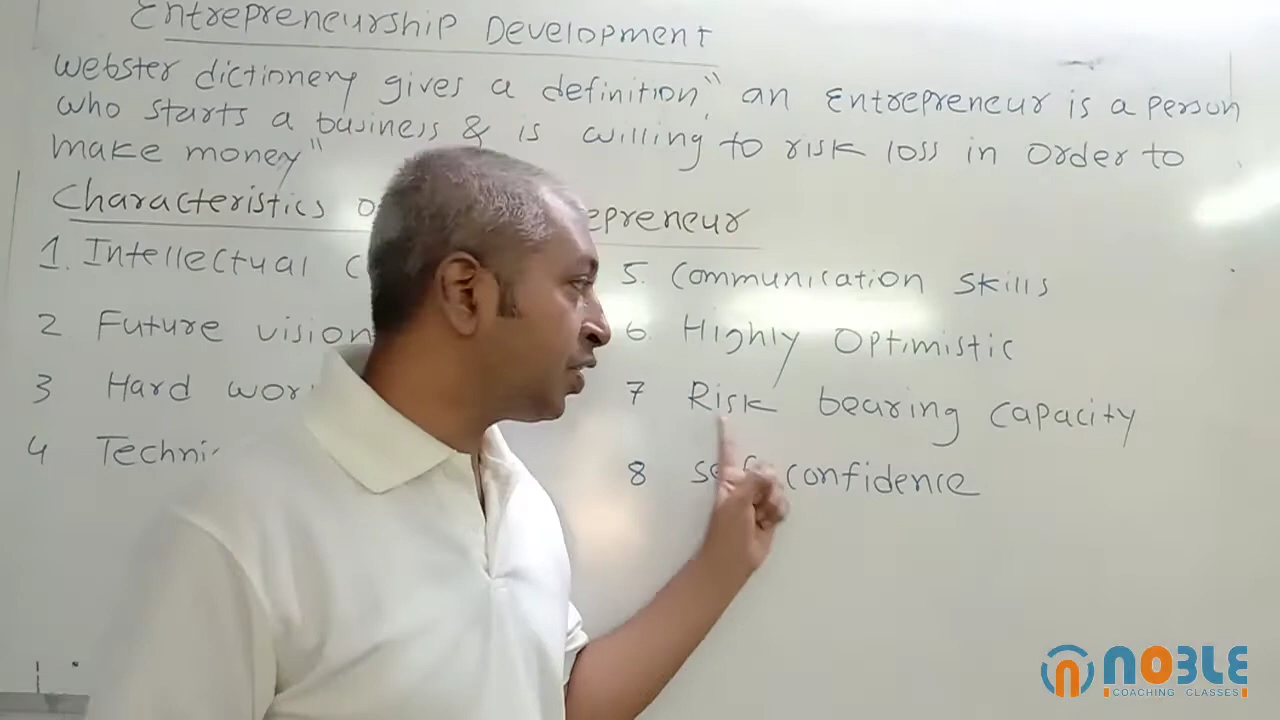 Entrepreneurship Development
webster dictinnery gives a definition," an Entrepreneur is a person
who starts a business & is willing to risk loss in order to
make money"
Characteristics epreneur
1. Intellectual
2 Future vision
3 Hard wor
4 Techni
5. Communication skills
6. Highly Optimistic
7 Risk bearing capacity
8 self confidence
NOBLE
COACHING CLASSES